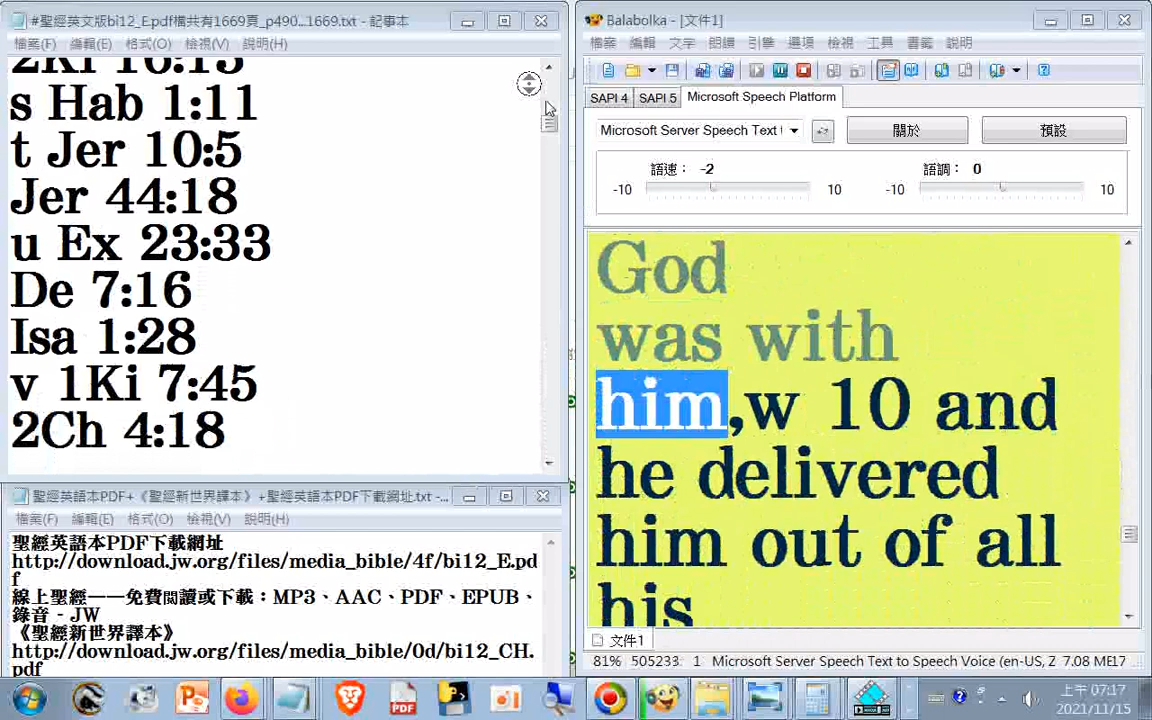 #聖經英文版bi12_E.pdf檔共有1669頁_p490...1669.txt - 記事本
檔案(F) 編輯(E) 格式(O) 檢視(V) 說明(H)
2Ki 16:15
s Hab 1:11
t Jer 10:5
Jer 44:18
u Ex 23:33
De 7:16
Isa 1:28
v 1Ki 7:45
2Ch 4:18
聖經英語本PDF+《聖經新世界譯本》+聖經英語本PDF下載網址.txt - ...
檔案(F) 編輯(E) 格式(O) 檢視(V) 說明(H)
聖經英語本PDF下載網址
http://download.jw.org/files/media_bible/4f/bi12_E.pd
f
線上聖經——免費閱讀或下載：MP3、AAC、PDF、EPUB、
錄音 - JW
《聖經新世界譯本》
http://download.jw.org/files/media_bible/0d/bi12_CH.
pdf
Balabolka - [文件1]
檔案 編輯 文字 朗讀 引擎 選項 檢視 工具 書籤 說明
SAPI 4 SAPI 5 Microsoft Speech Platform
Microsoft Server Speech Text 關於 預設
語速： -2 語調： 0
-10 10 -10 10
God
was with
him,w 10 and
he delivered
him out of all
his
文件1
81% 505233 1 Microsoft Server Speech Text to Speech Voice (en-US, Z 7.08 ME17
上午 07:17
2021/11/15